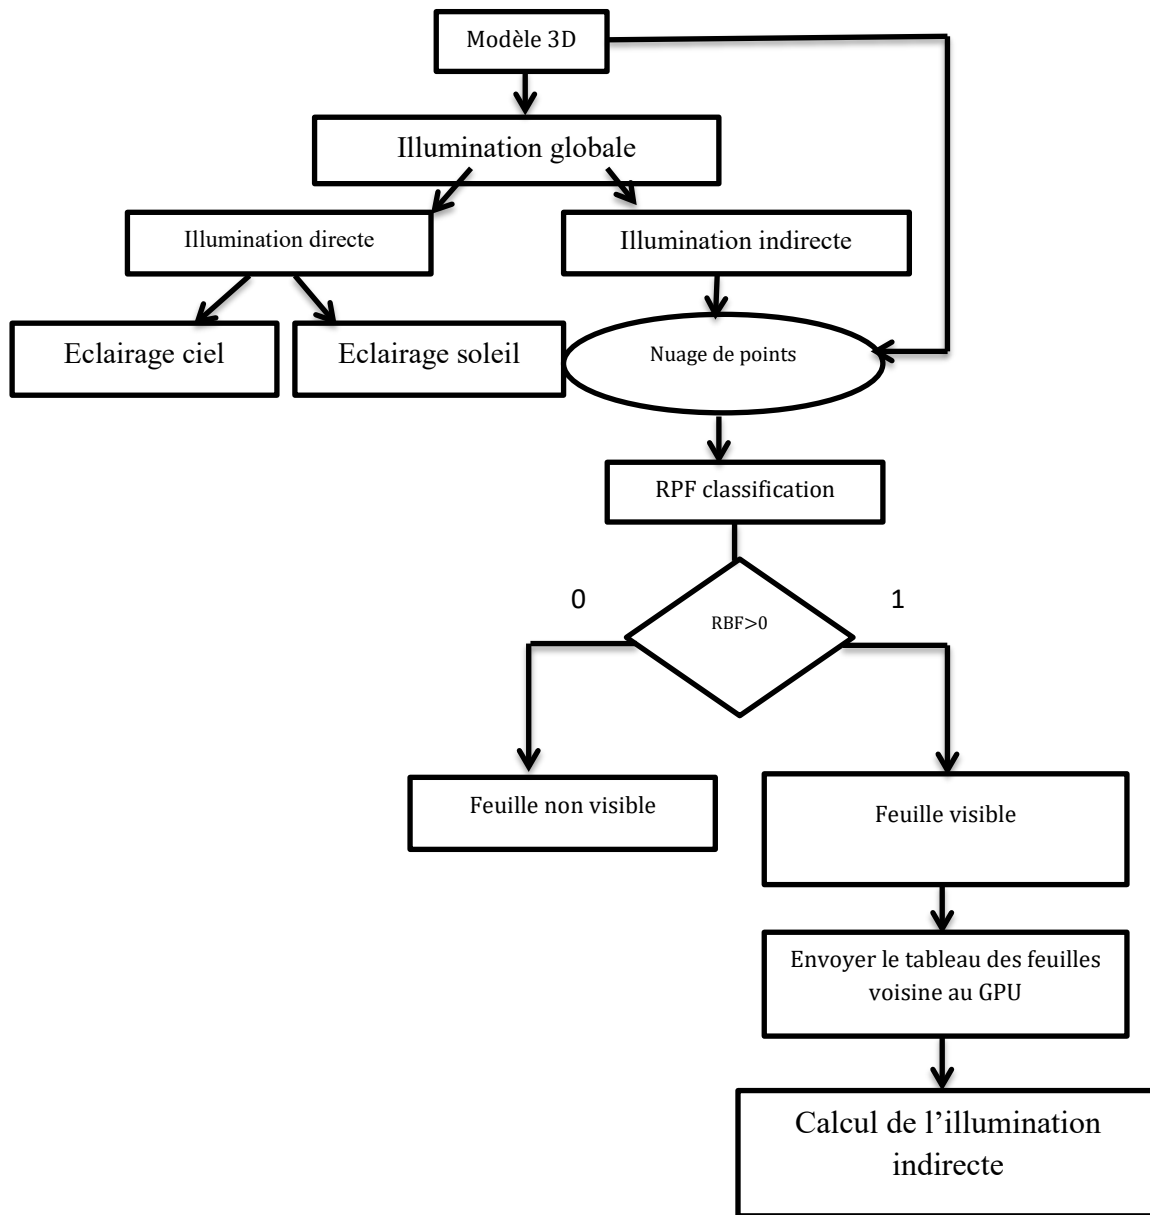 Modèle 3D
Illumination globale
Illumination directe
Illumination indirecte
Eclairage ciel
Eclairage soleil
Nuage de points
RPF classification
0
1
RBF>0
Feuille non visible
Feuille visible
Envoyer le tableau des feuilles
voisine au GPU
Calcul de l’illumination
indirecte